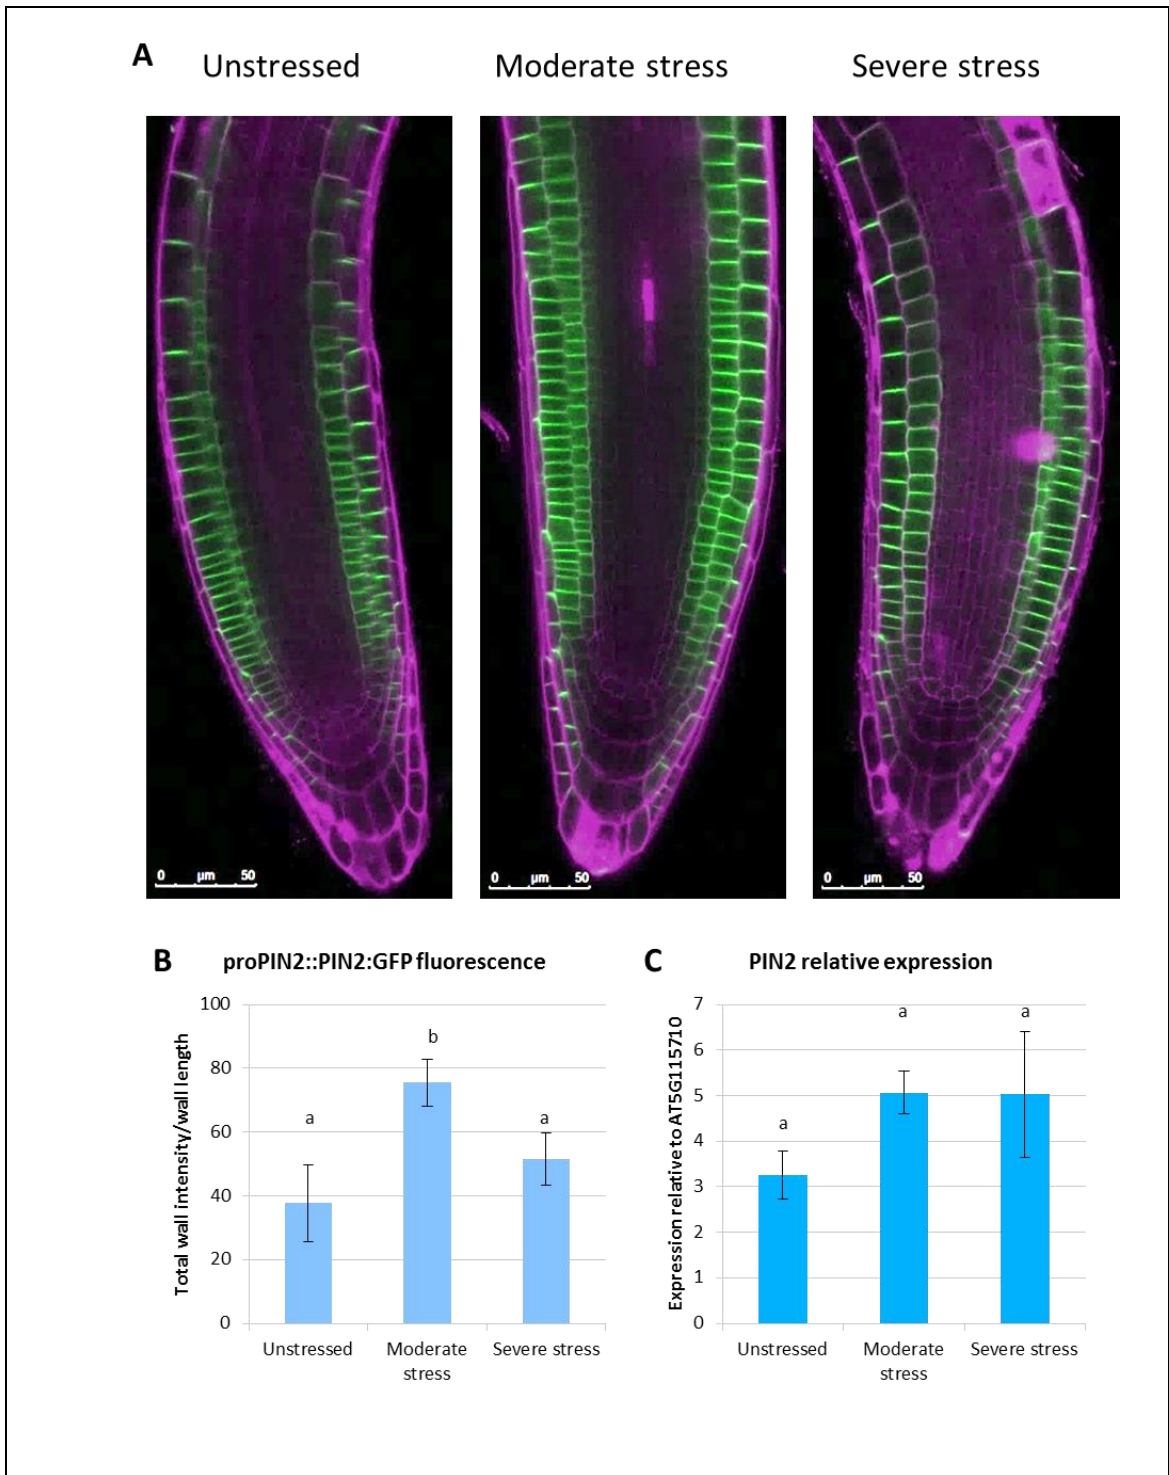 A
Unstressed
Moderate stress
Severe stress
0 µm 50
0 µm 50
0 µm 50
B
proPIN2::PIN2:GFP fluorescence
Total wall intensity/wall length
100
80
60
40
20
0
a
b
a
Unstressed
Moderate
stress
Severe stress
C
PIN2 relative expression
Expression relative to AT5G115710
7
6
5
4
3
2
1
0
a
a
a
Unstressed
Moderate
stress
Severe stress